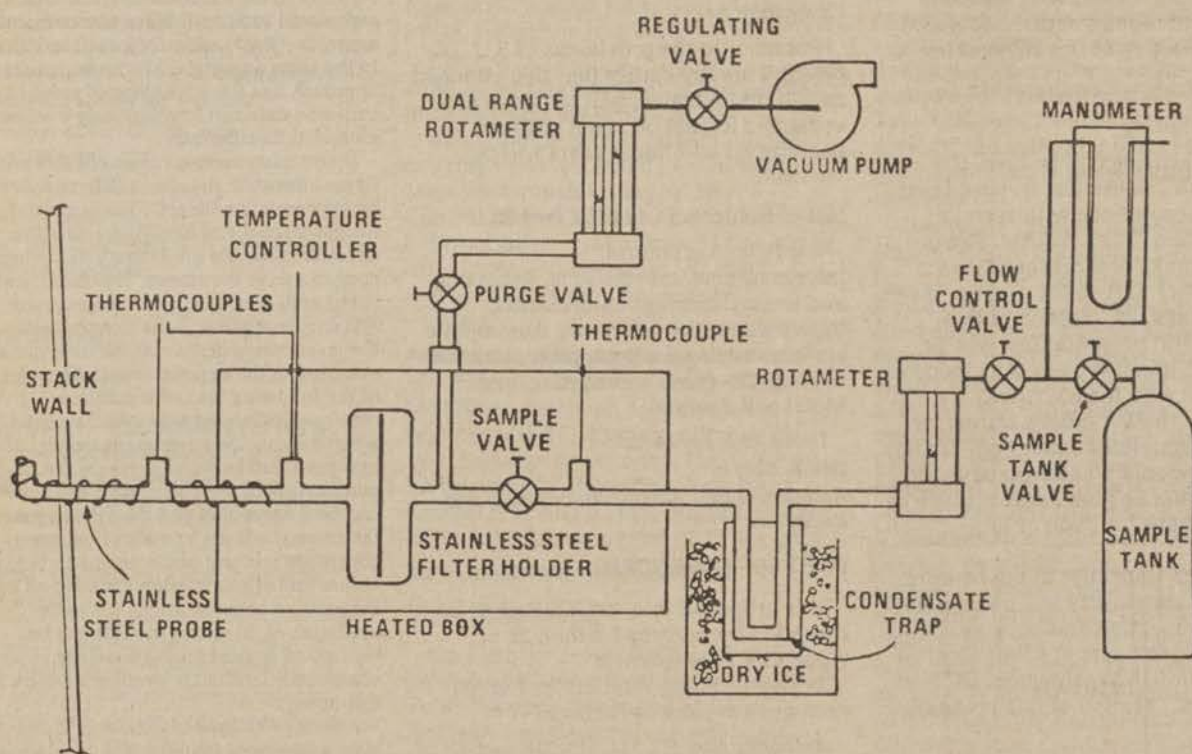 REGULATING
VALVE
DUAL RANGE
ROTAMETER
VACUUM PUMP
MANOMETER
TEMPERATURE
CONTROLLER
PURGE VALVE
FLOW
CONTROL
VALVE
THERMOCOUPLES
THERMOCOUPLE
STACK
WALL
ROTAMETER
SAMPLE
VALVE
SAMPLE
TANK
VALVE
STAINLESS STEEL
FILTER HOLDER
SAMPLE
TANK
STAINLESS
STEEL PROBE
HEATED BOX
CONDENSATE
TRAP
DRY ICE